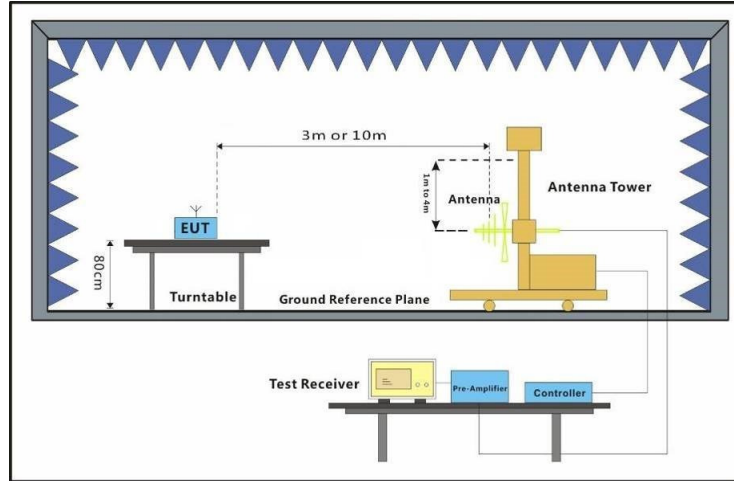 3m or 10m
1m to 4m
Antenna
Antenna Tower
EUT
80cm
Turntable
Ground Reference Plane
Test Receiver
Pre-Amplifier
Controller